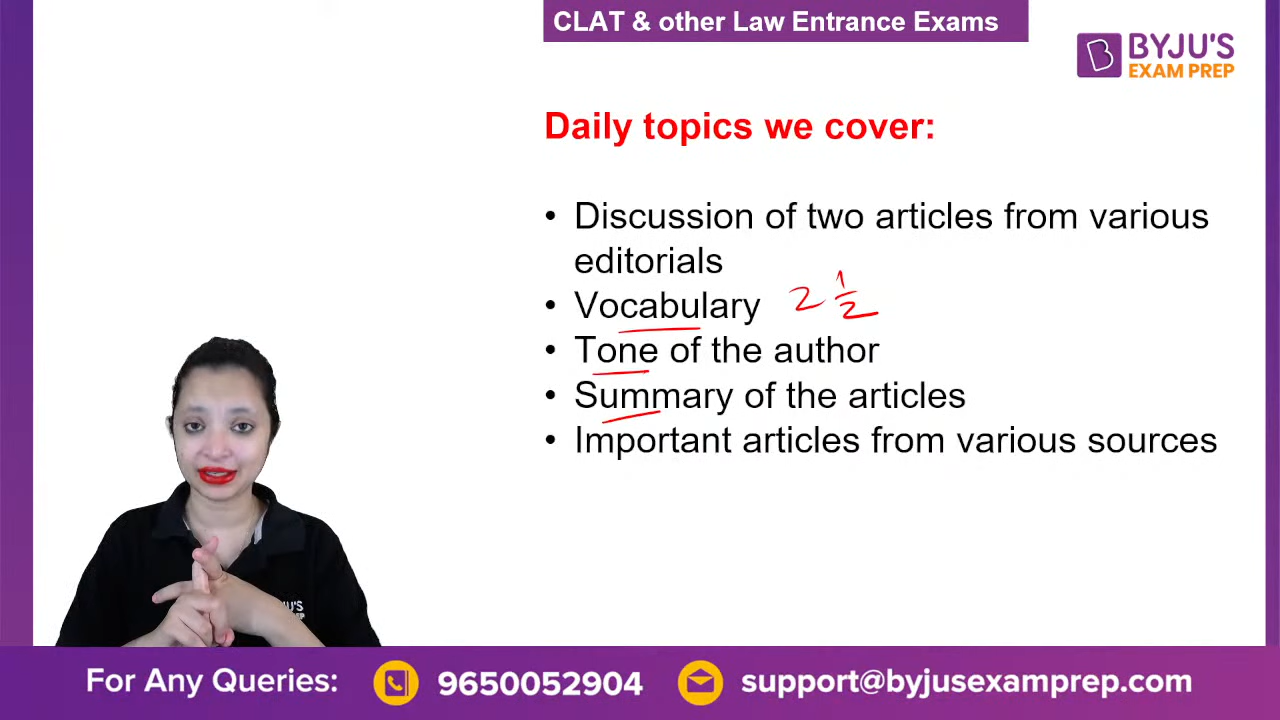 CLAT & other Law Entrance Exams
BYJU'S
EXAM PREP
Daily topics we cover:
• Discussion of two articles from various
editorials
• Vocabulary 2 1/2
• Tone of the author
• Summary of the articles
• Important articles from various sources
For Any Queries: 9650052904 support@byjusexamprep.com